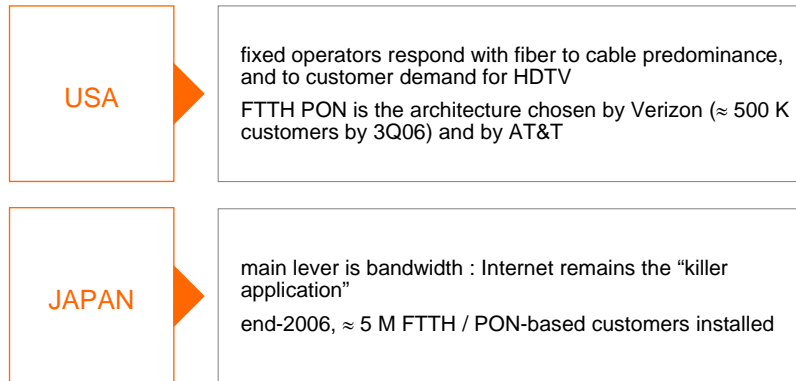 USA
fixed operators respond with fiber to cable predominance,
and to customer demand for HDTV
FTTH PON is the architecture chosen by Verizon (≈ 500 K
customers by 3Q06) and by AT&T
JAPAN
main lever is bandwidth : Internet remains the “killer
application”
end-2006, ≈ 5 M FTTH / PON-based customers installed